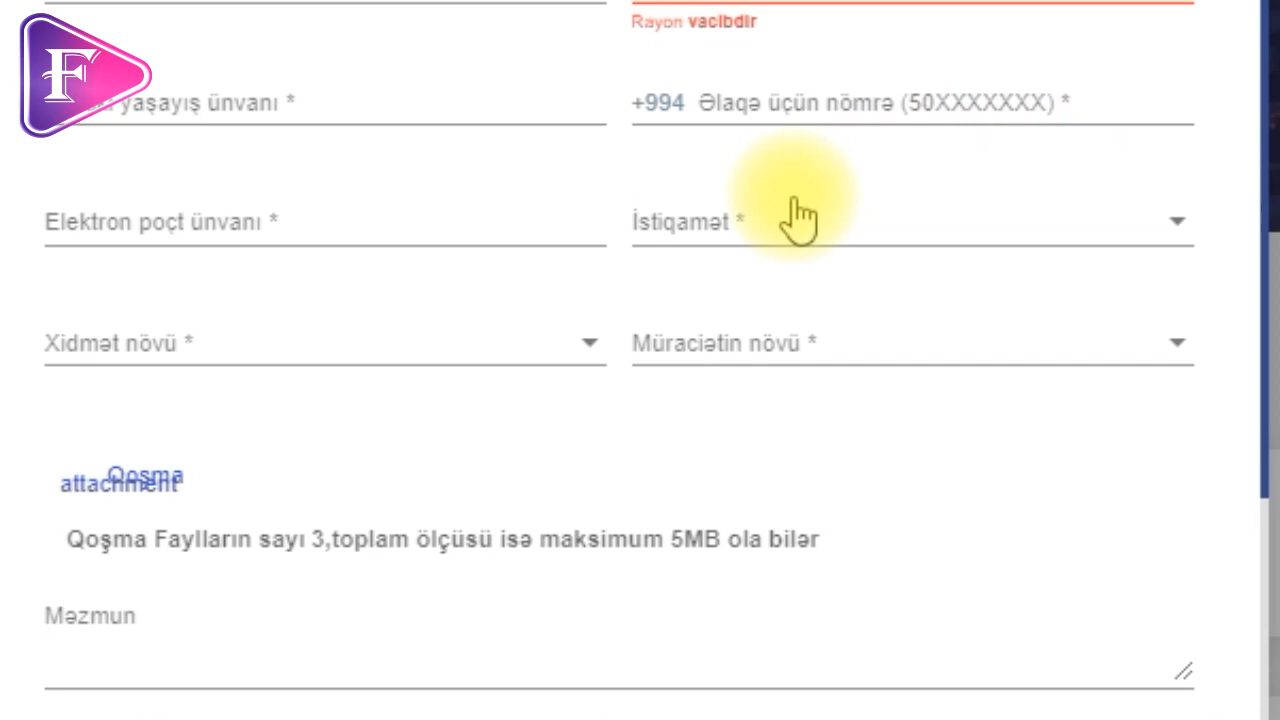 Rayon vacibdir
F
yaşayış ünvanı *
+994 Əlaqə üçün nömrə (50XXXXXXX) *
Elektron poçt ünvanı *
İstiqamət *
Xidmət növü *
Müraciətin növü *
Qoşma
attachment
Qoşma Faylların sayı 3,toplam ölçüsü isə maksimum 5MB ola bilər
Məzmun